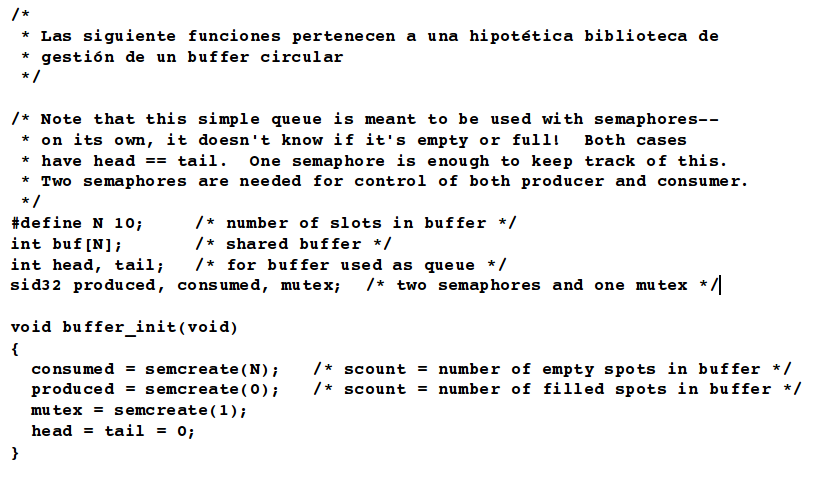 /*
 * Las siguiente funciones pertenecen a una hipotética biblioteca de
 * gestión de un buffer circular
 */

/* Note that this simple queue is meant to be used with semaphores--
 * on its own, it doesn't know if it's empty or full!  Both cases
 * have head == tail.  One semaphore is enough to keep track of this.
 * Two semaphores are needed for control of both producer and consumer.
 */
#define N 10;     /* number of slots in buffer */
int buf[N];       /* shared buffer */
int head, tail;   /* for buffer used as queue */
sid32 produced, consumed, mutex;  /* two semaphores and one mutex */

void buffer_init(void)
{
  consumed = semcreate(N);   /* scount = number of empty spots in buffer */
  produced = semcreate(0);   /* scount = number of filled spots in buffer */
  mutex = semcreate(1);
  head = tail = 0;
}